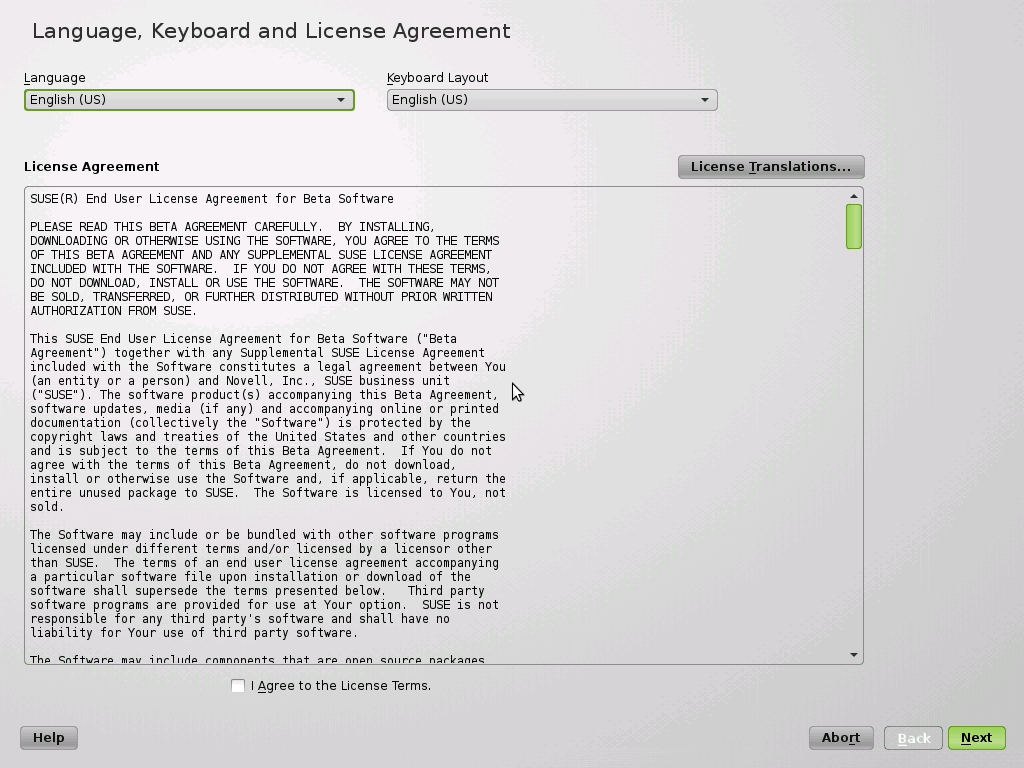 Language, Keyboard and License Agreement
Language
Keyboard Layout
English (US)
English (US)
License Agreement
License Translations...
SUSE(R) End User License Agreement for Beta Software
PLEASE READ THIS BETA AGREEMENT CAREFULLY.  BY INSTALLING,
DOWNLOADING OR OTHERWISE USING THE SOFTWARE, YOU AGREE TO THE TERMS
OF THIS BETA AGREEMENT AND ANY SUPPLEMENTAL SUSE LICENSE AGREEMENT
INCLUDED WITH THE SOFTWARE.  IF YOU DO NOT AGREE WITH THESE TERMS,
DO NOT DOWNLOAD, INSTALL OR USE THE SOFTWARE.  THE SOFTWARE MAY NOT
BE SOLD, TRANSFERRED, OR FURTHER DISTRIBUTED WITHOUT PRIOR WRITTEN
AUTHORIZATION FROM SUSE.
This SUSE End User License Agreement for Beta Software ("Beta
Agreement") together with any Supplemental SUSE License Agreement
included with the Software constitutes a legal agreement between You
(an entity or a person) and Novell, Inc., SUSE business unit
("SUSE"). The software product(s) accompanying this Beta Agreement,
software updates, media (if any) and accompanying online or printed
documentation (collectively the "Software") is protected by the
copyright laws and treaties of the United States and other countries
and is subject to the terms of this Beta Agreement.  If You do not
agree with the terms of this Beta Agreement, do not download,
install or otherwise use the Software and, if applicable, return the
entire unused package to SUSE.  The Software is licensed to You, not
sold.
The Software may include or be bundled with other software programs
licensed under different terms and/or licensed by a licensor other
than SUSE.  The terms of an end user license agreement accompanying
a particular software file upon installation or download of the
software shall supersede the terms presented below.   Third party
software programs are provided for use at Your option.  SUSE is not
responsible for any third party's software and shall have no
liability for Your use of third party software.
The Software may include components that are open source packages
I Agree to the License Terms.
Help
Abort
Back
Next